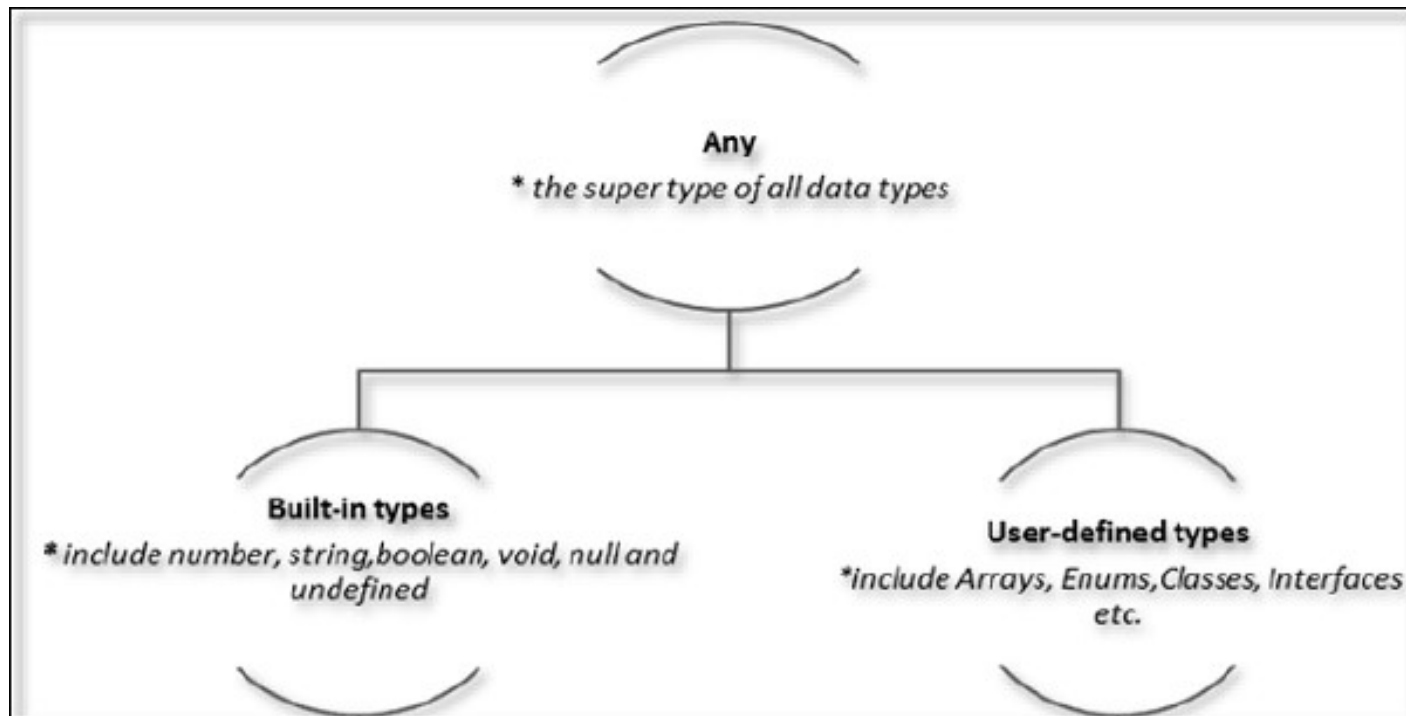 Any
* the super type of all data types
Built-in types
* include number, string,boolean, void, null and
undefined
User-defined types
*include Arrays, Enums,Classes, Interfaces
etc.